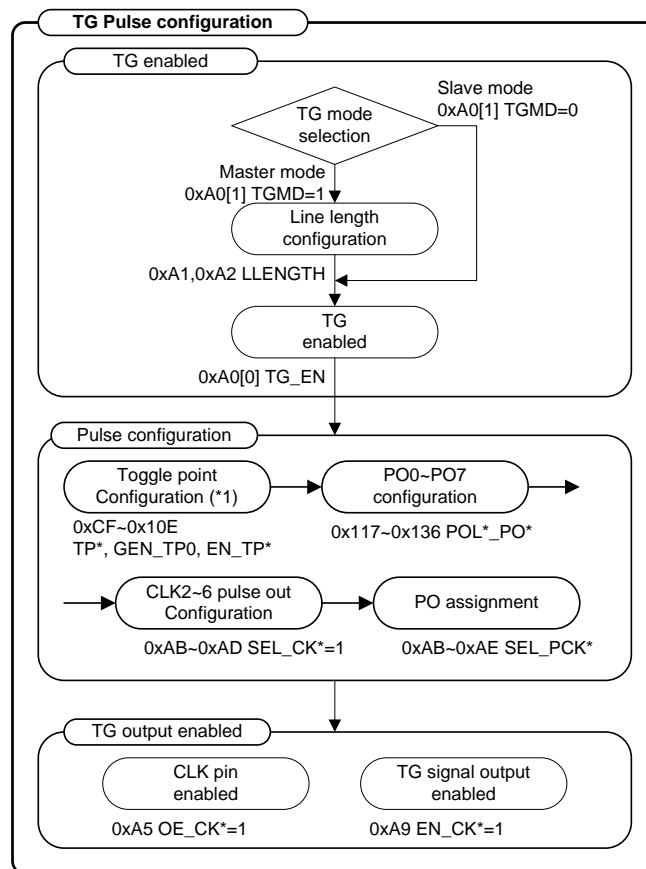 TG Pulse configuration
TG enabled
Slave mode
0xA0[1] TGMD=0
TG mode
selection
Master mode
0xA0[1] TGMD=1
Line length
configuration
0xA1,0xA2 LLENGTH
TG
enabled
0xA0[0] TG_EN
Pulse configuration
Toggle point
Configuration (*1)
PO0~PO7
configuration
0xCF~0x10E
TP*, GEN_TP0, EN_TP*
0x117~0x136 POL*_PO*
CLK2~6 pulse out
Configuration
PO assignment
0xAB~0xAD SEL_CK*=1
0xAB~0xAE SEL_PCK*
TG output enabled
CLK pin
enabled
TG signal output
enabled
0xA5 OE_CK*=1
0xA9 EN_CK*=1